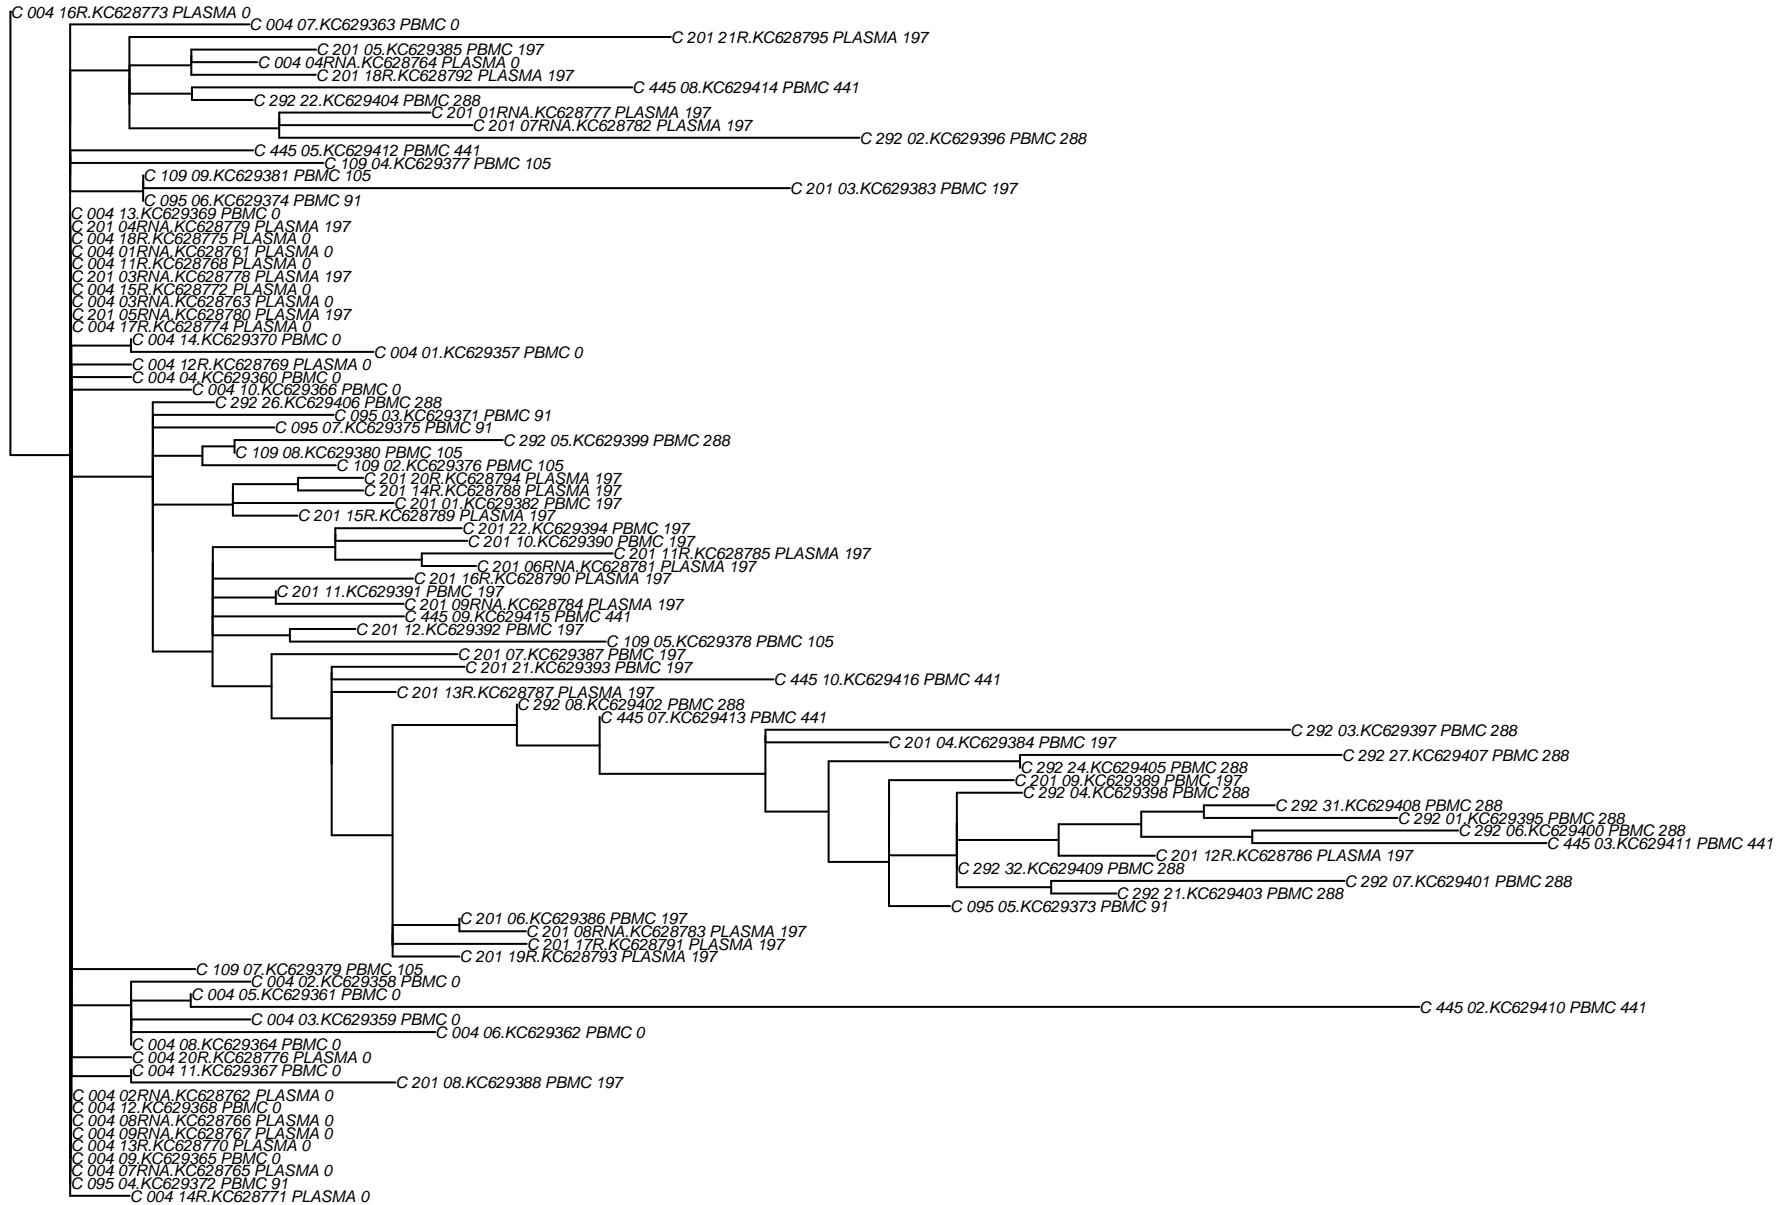 C 004 16R.KC628773 PLASMA 0
C 004 07.KC629363 PBMC 0
C 201 21R.KC628795 PLASMA 197
C 201 05.KC629385 PBMC 197
C 004 04RNA.KC628764 PLASMA 0
C 201 18R.KC628792 PLASMA 197
C 445 08.KC629414 PBMC 441
C 292 22.KC629404 PBMC 288
C 201 01RNA.KC628777 PLASMA 197
C 201 07RNA.KC628782 PLASMA 197
C 292 02.KC629396 PBMC 288
C 445 05.KC629412 PBMC 441
C 109 04.KC629377 PBMC 105
C 109 09.KC629381 PBMC 105
C 201 03.KC629383 PBMC 197
C 095 06.KC629374 PBMC 91
C 004 13.KC629369 PBMC 0
C 201 04RNA.KC628779 PLASMA 197
C 004 18R.KC628775 PLASMA 0
C 004 01RNA.KC628761 PLASMA 0
C 004 11R.KC628768 PLASMA 0
C 201 03RNA.KC628778 PLASMA 197
C 004 15R.KC628772 PLASMA 0
C 004 03RNA.KC628763 PLASMA 0
C 201 05RNA.KC628780 PLASMA 197
C 004 17R.KC628774 PLASMA 0
C 004 14.KC629370 PBMC 0
C 004 01.KC629357 PBMC 0
C 004 12R.KC628769 PLASMA 0
C 004 04.KC629360 PBMC 0
C 004 10.KC629366 PBMC 0
C 292 26.KC629406 PBMC 288
C 095 03.KC629371 PBMC 91
C 095 07.KC629375 PBMC 91
C 292 05.KC629399 PBMC 288
C 109 08.KC629380 PBMC 105
C 109 02.KC629376 PBMC 105
C 201 20R.KC628794 PLASMA 197
C 201 14R.KC628788 PLASMA 197
C 201 01.KC629382 PBMC 197
C 201 15R.KC628789 PLASMA 197
C 201 22.KC629394 PBMC 197
C 201 10.KC629390 PBMC 197
C 201 11R.KC628785 PLASMA 197
C 201 06RNA.KC628781 PLASMA 197
C 201 16R.KC628790 PLASMA 197
C 201 11.KC629391 PBMC 197
C 201 09RNA.KC628784 PLASMA 197
C 445 09.KC629415 PBMC 441
C 201 12.KC629392 PBMC 197
C 109 05.KC629378 PBMC 105
C 201 07.KC629387 PBMC 197
C 201 21.KC629393 PBMC 197
C 445 10.KC629416 PBMC 441
C 201 13R.KC628787 PLASMA 197
C 292 08.KC629402 PBMC 288
C 445 07.KC629413 PBMC 441
C 292 03.KC629397 PBMC 288
C 201 04.KC629384 PBMC 197
C 292 27.KC629407 PBMC 288
C 292 24.KC629405 PBMC 288
C 201 09.KC629389 PBMC 197
C 292 04.KC629398 PBMC 288
C 292 31.KC629408 PBMC 288
C 292 01.KC629395 PBMC 288
C 292 06.KC629400 PBMC 288
C 445 03.KC629411 PBMC 441
C 201 12R.KC628786 PLASMA 197
C 292 32.KC629409 PBMC 288
C 292 07.KC629401 PBMC 288
C 292 21.KC629403 PBMC 288
C 095 05.KC629373 PBMC 91
C 201 06.KC629386 PBMC 197
C 201 08RNA.KC628783 PLASMA 197
C 201 17R.KC628791 PLASMA 197
C 201 19R.KC628793 PLASMA 197
C 109 07.KC629379 PBMC 105
C 004 02.KC629358 PBMC 0
C 004 05.KC629361 PBMC 0
C 445 02.KC629410 PBMC 441
C 004 03.KC629359 PBMC 0
C 004 06.KC629362 PBMC 0
C 004 08.KC629364 PBMC 0
C 004 20R.KC628776 PLASMA 0
C 004 11.KC629367 PBMC 0
C 201 08.KC629388 PBMC 197
C 004 02RNA.KC628762 PLASMA 0
C 004 12.KC629368 PBMC 0
C 004 08RNA.KC628766 PLASMA 0
C 004 09RNA.KC628767 PLASMA 0
C 004 13R.KC628770 PLASMA 0
C 004 09.KC629365 PBMC 0
C 004 07RNA.KC628765 PLASMA 0
C 095 04.KC629372 PBMC 91
C 004 14R.KC628771 PLASMA 0